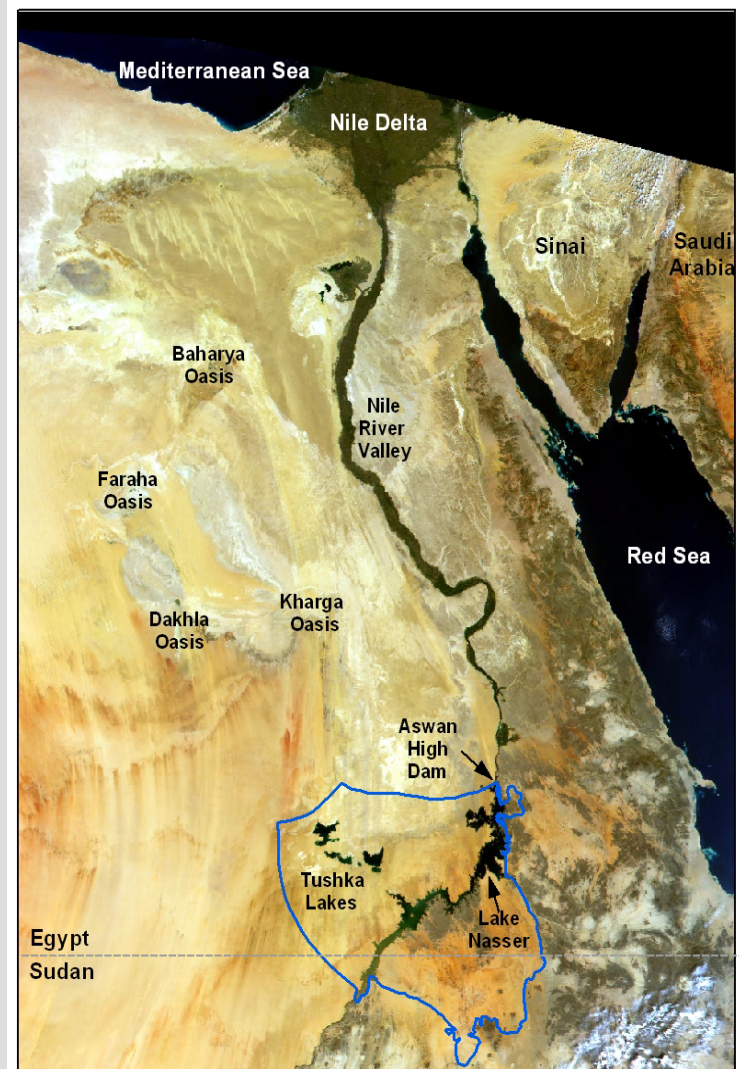 Mediterranean Sea
Nile Delta
Sinai
Saudi
Arabia
Baharya
Oasis
Nile
River
Valley
Faraha
Oasis
Red Sea
Kharga
Oasis
Dakhla
Oasis
Aswan
High
Dam
Tushka
Lakes
Lake
Nasser
Egypt
Sudan